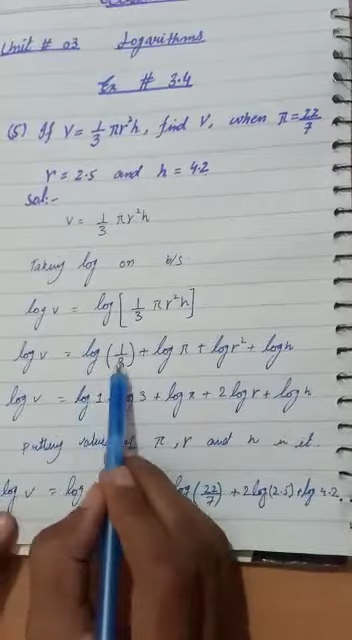 Unit # 03 Logarithms
Ex # 3.4
(5) If V = 1/3 πr²h, find V, when π = 22/7
r = 2.5 and h = 4.2
Sol:-
V = 1/3 πr²h
Taking log on b/s
log V = log [1/3 πr²h]
log V = log (1/3) + log π + log r² + log h
log V = log 1 log 3 + log π + 2 log r + log h
putting values of π, r and h in it.
log V = log log (22/7) + 2 log (2.5) + log 4.2